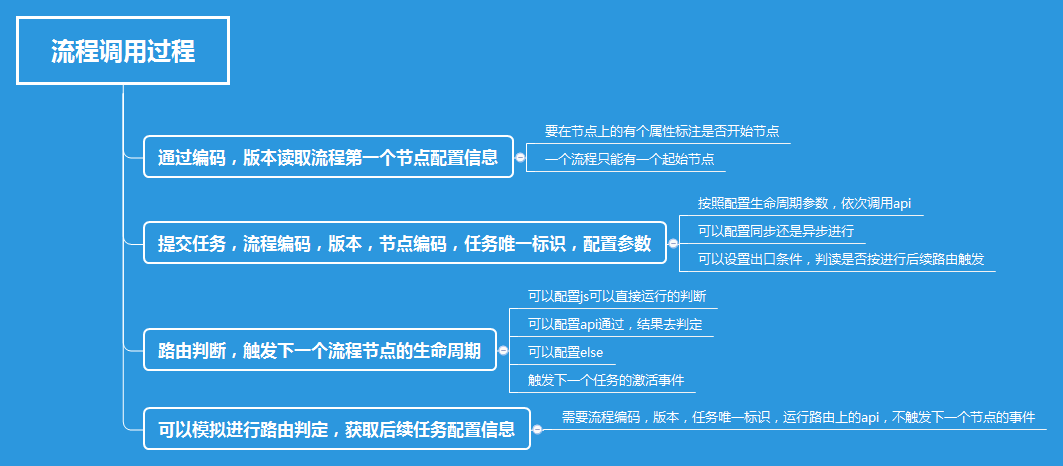 流程调用过程
通过编码，版本读取流程第一个节点配置信息
要在节点上的有个属性标注是否开始节点
一个流程只能有一个起始节点
提交任务，流程编码，版本，节点编码，任务唯一标识，配置参数
按照配置生命周期参数，依次调用api
可以配置同步还是异步进行
可以设置出口条件，判读是否按进行后续路由触发
路由判断，触发下一个流程节点的生命周期
可以配置js可以直接运行的判断
可以配置api通过，结果去判定
可以配置else
触发下一个任务的激活事件
可以模拟进行路由判定，获取后续任务配置信息
需要流程编码，版本，任务唯一标识，运行路由上的api，不触发下一个节点的事件